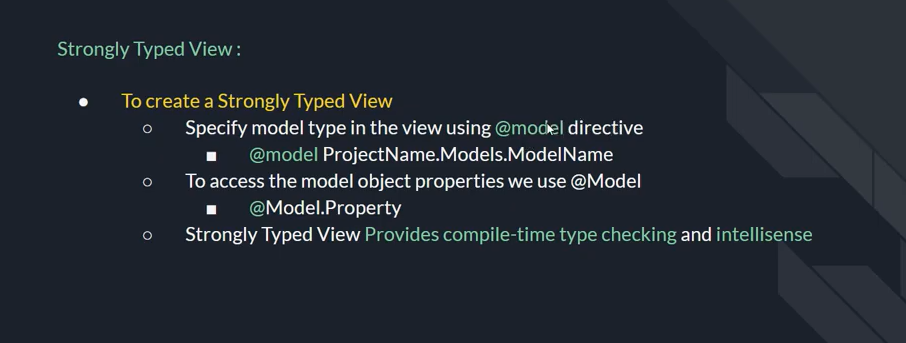 Strongly Typed View :
● To create a Strongly Typed View
○ Specify model type in the view using @model directive
■ @model ProjectName.Models.ModelName
○ To access the model object properties we use @Model
■ @Model.Property
○ Strongly Typed View Provides compile-time type checking and intellisense